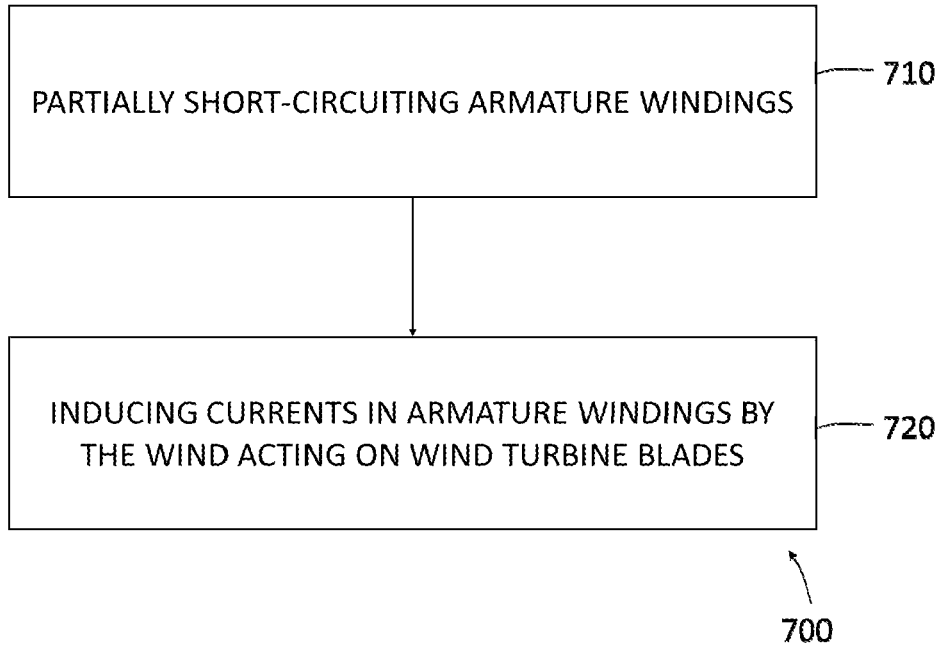 PARTIALLY SHORT-CIRCUITING ARMATURE WINDINGS
710
INDUCING CURRENTS IN ARMATURE WINDINGS BY
THE WIND ACTING ON WIND TURBINE BLADES
720
700